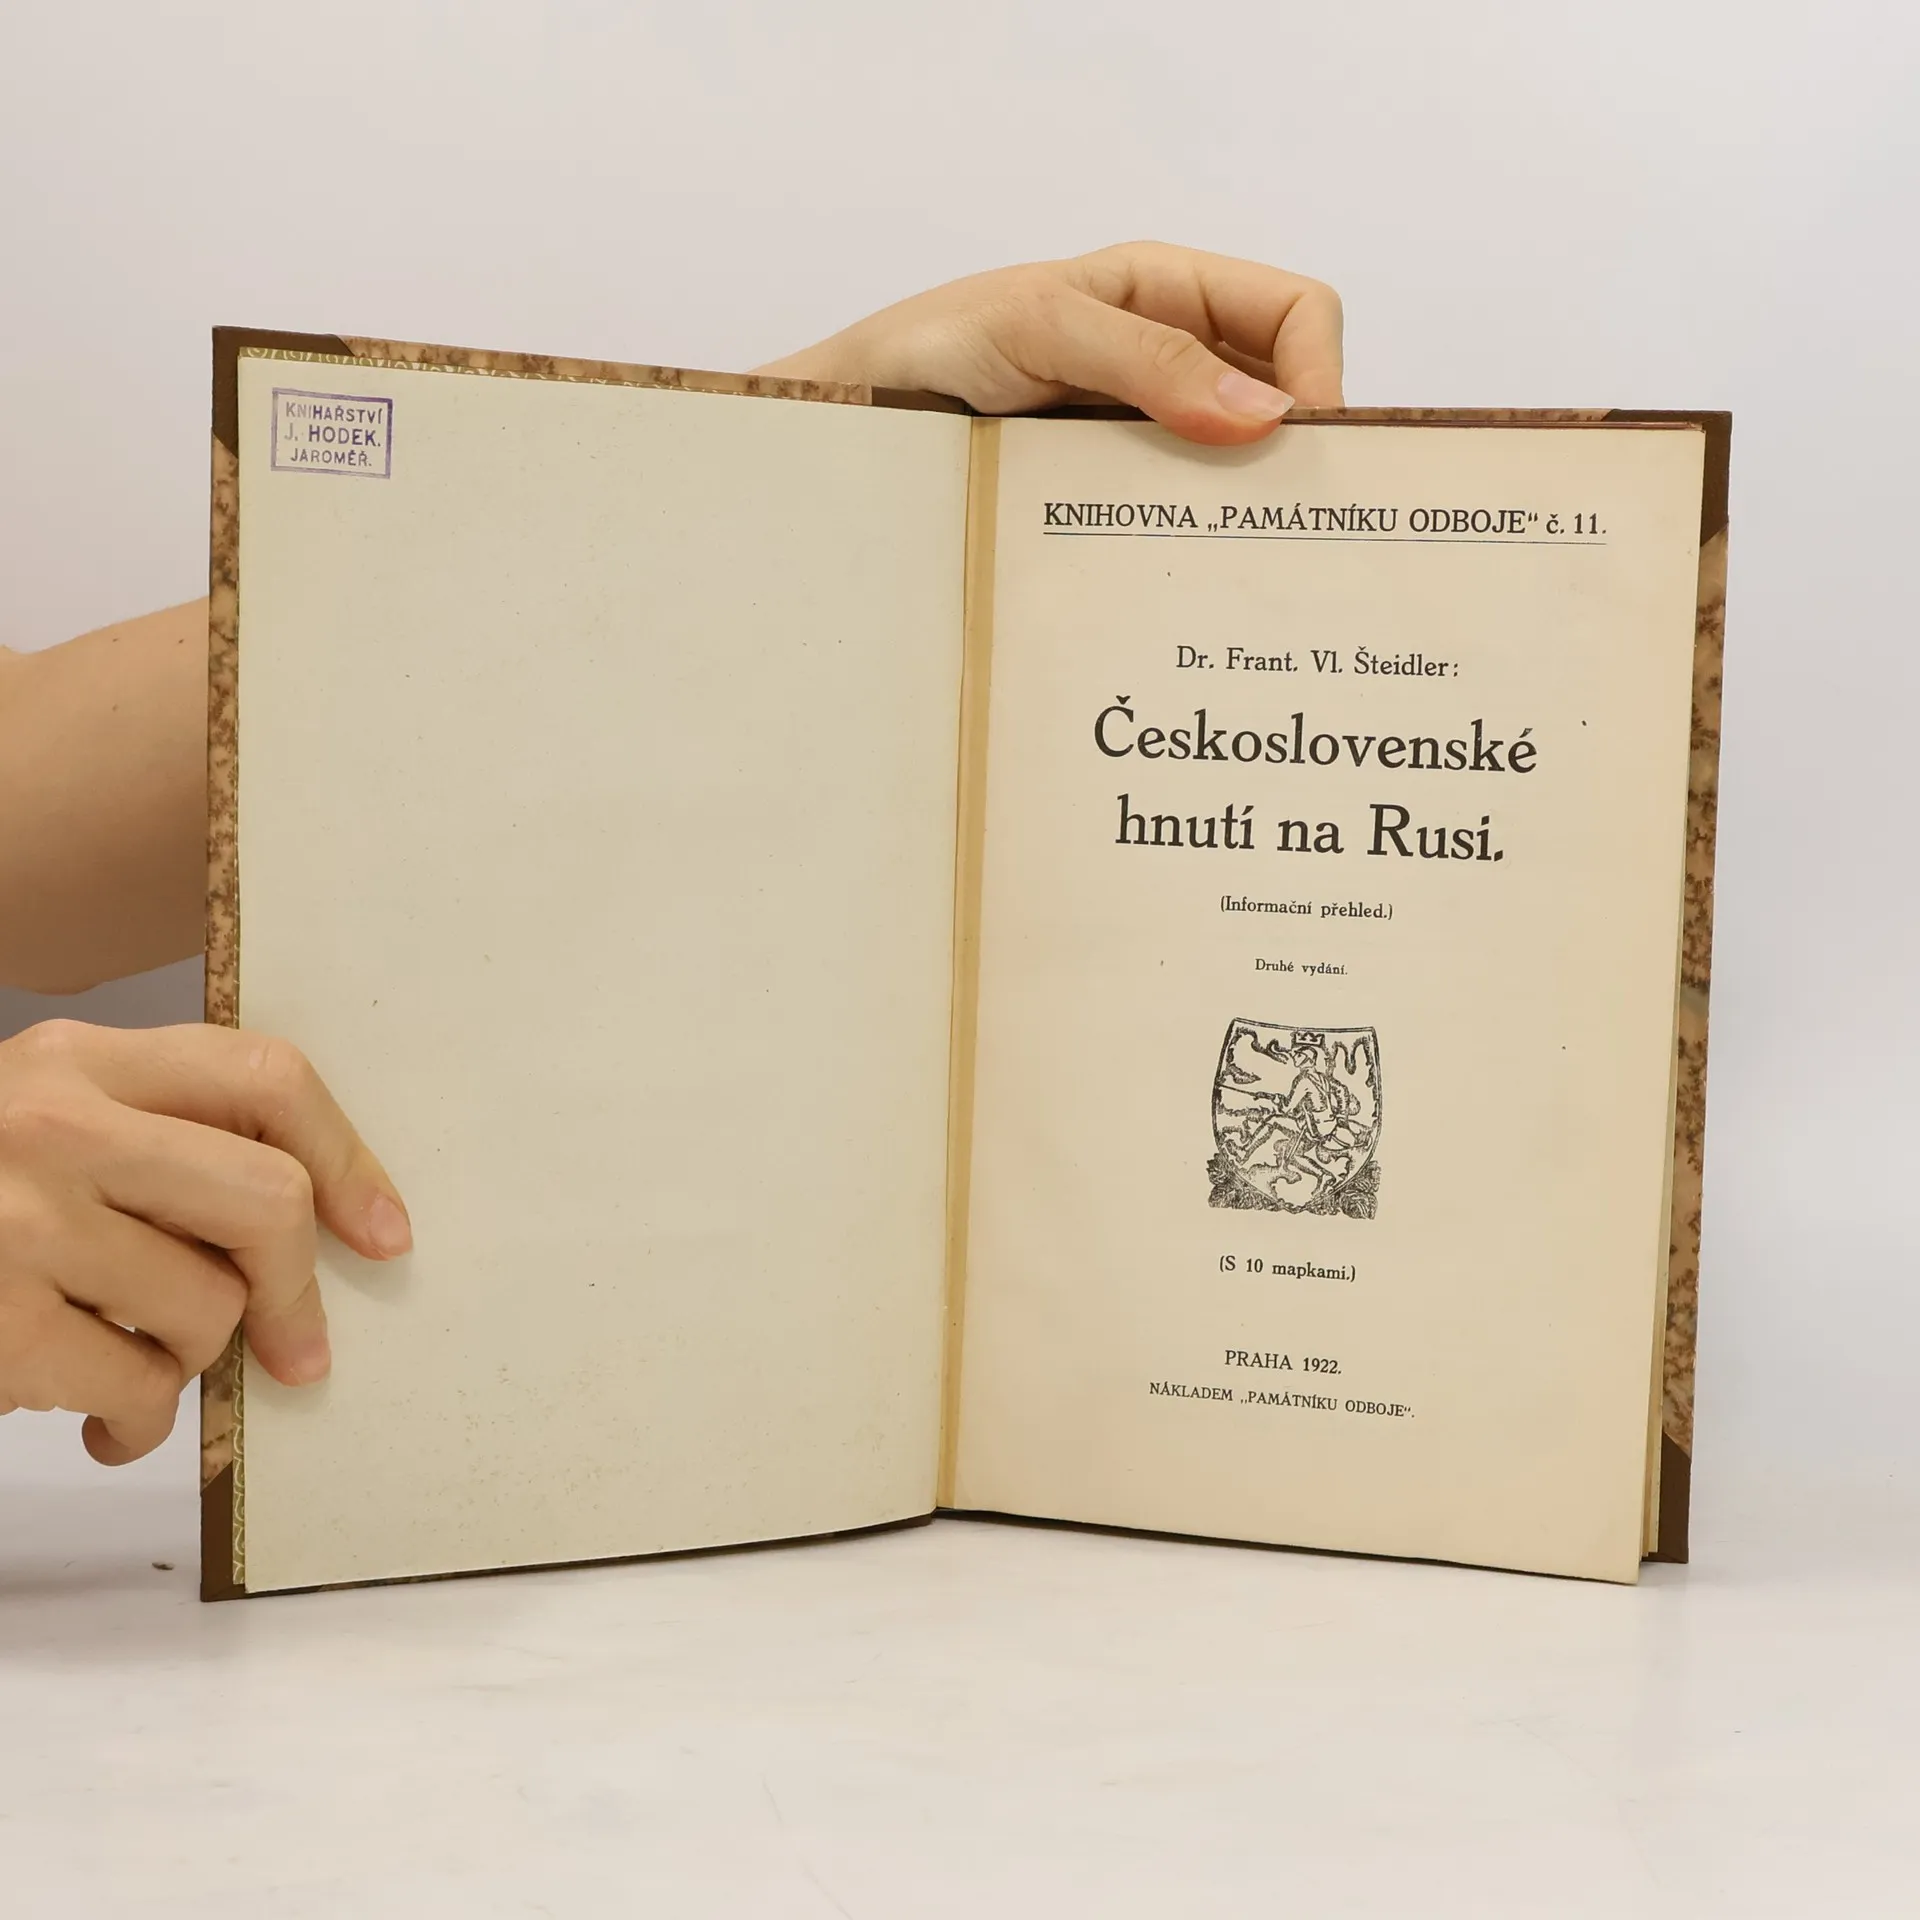 KNIHAŘSTVÍ
J. HODEK.
JAROMĚŘ.
KNIHOVNA „PAMÁTNÍKU ODBOJE“ č. 11.
Dr. Frant. Vl. Šteidler:
Československé
hnutí na Rusi.
(Informační přehled.)
Druhé vydání.
(S 10 mapkami.)
PRAHA 1922.
NÁKLADEM „PAMÁTNÍKU ODBOJE“.